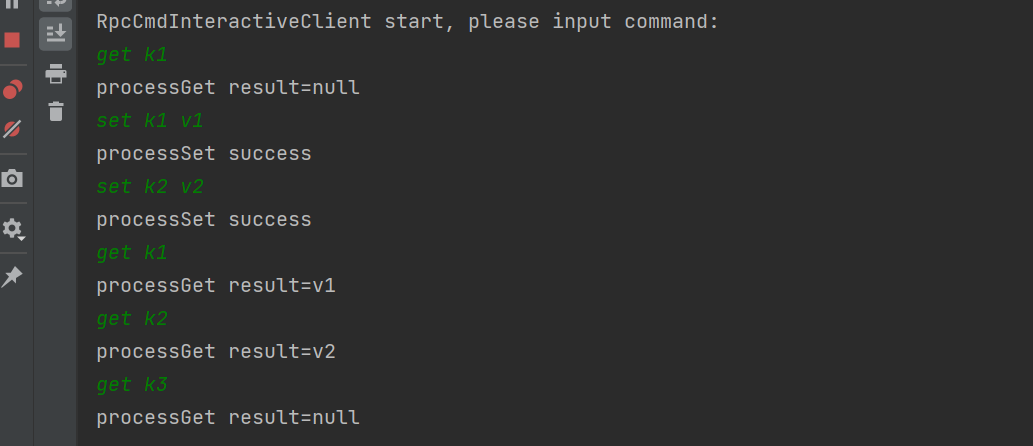 RpcCmdInteractiveClient start, please input command:
get k1
processGet result=null
set k1 v1
processSet success
set k2 v2
processSet success
get k1
processGet result=v1
get k2
processGet result=v2
get k3
processGet result=null